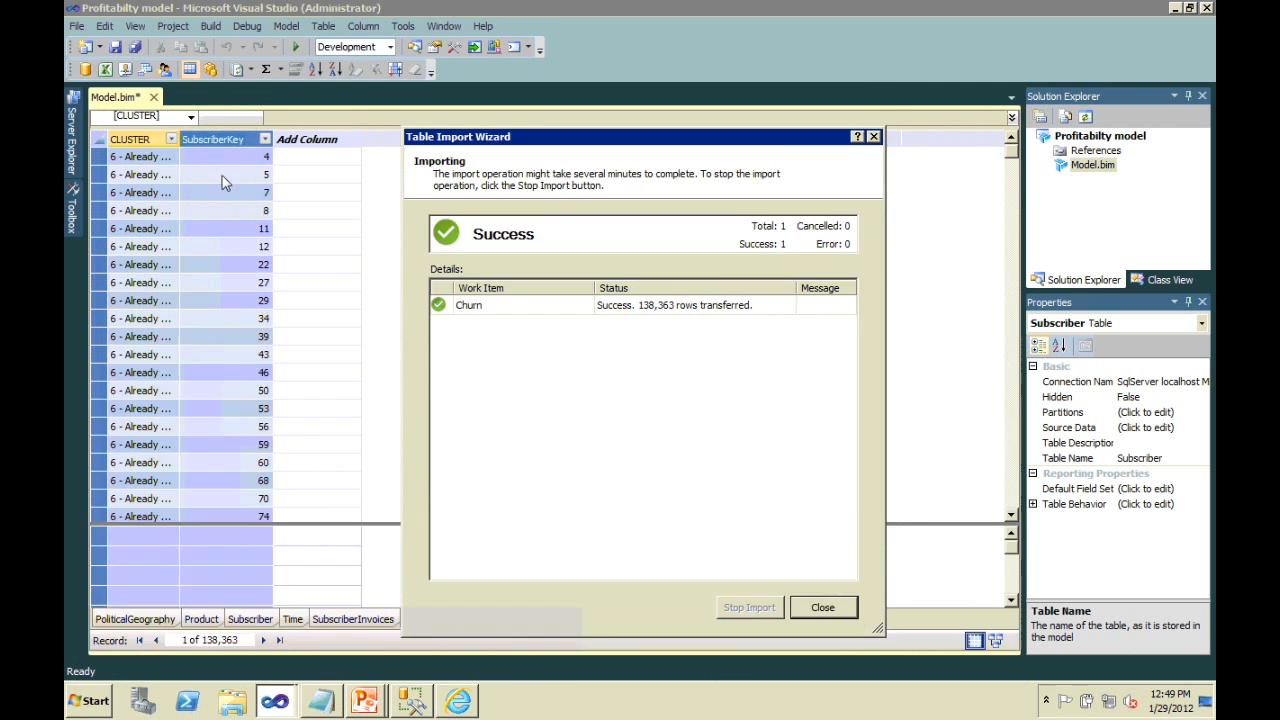 Profitabilty model - Microsoft Visual Studio (Administrator)
File Edit View Project Build Debug Model Table Column Tools Window Help
Development
Model.bim*
[CLUSTER]
Server Explorer
Toolbox
CLUSTER SubscriberKey Add Column
6 - Already ... 4
6 - Already ... 5
6 - Already ... 7
6 - Already ... 8
6 - Already ... 11
6 - Already ... 12
6 - Already ... 22
6 - Already ... 27
6 - Already ... 29
6 - Already ... 34
6 - Already ... 39
6 - Already ... 43
6 - Already ... 46
6 - Already ... 50
6 - Already ... 53
6 - Already ... 56
6 - Already ... 59
6 - Already ... 60
6 - Already ... 68
6 - Already ... 70
6 - Already ... 74
PoliticalGeography Product Subscriber Time SubscriberInvoices
Record: 1 of 138,363
Ready
Table Import Wizard
Importing
The import operation might take several minutes to complete. To stop the import
operation, click the Stop Import button.
Success
Total: 1 Cancelled: 0
Success: 1 Error: 0
Details:
Work Item Status Message
Churn Success. 138,363 rows transferred.
Stop Import Close
Solution Explorer
Profitabilty model
References
Model.bim
Solution Explorer Class View
Properties
Subscriber Table
Basic
Connection Nam SqlServer localhost M
Hidden False
Partitions (Click to edit)
Source Data (Click to edit)
Table Description
Table Name Subscriber
Reporting Properties
Default Field Set (Click to edit)
Table Behavior (Click to edit)
Table Name
The name of the table, as it is stored in
the model
Start
12:49 PM
1/29/2012